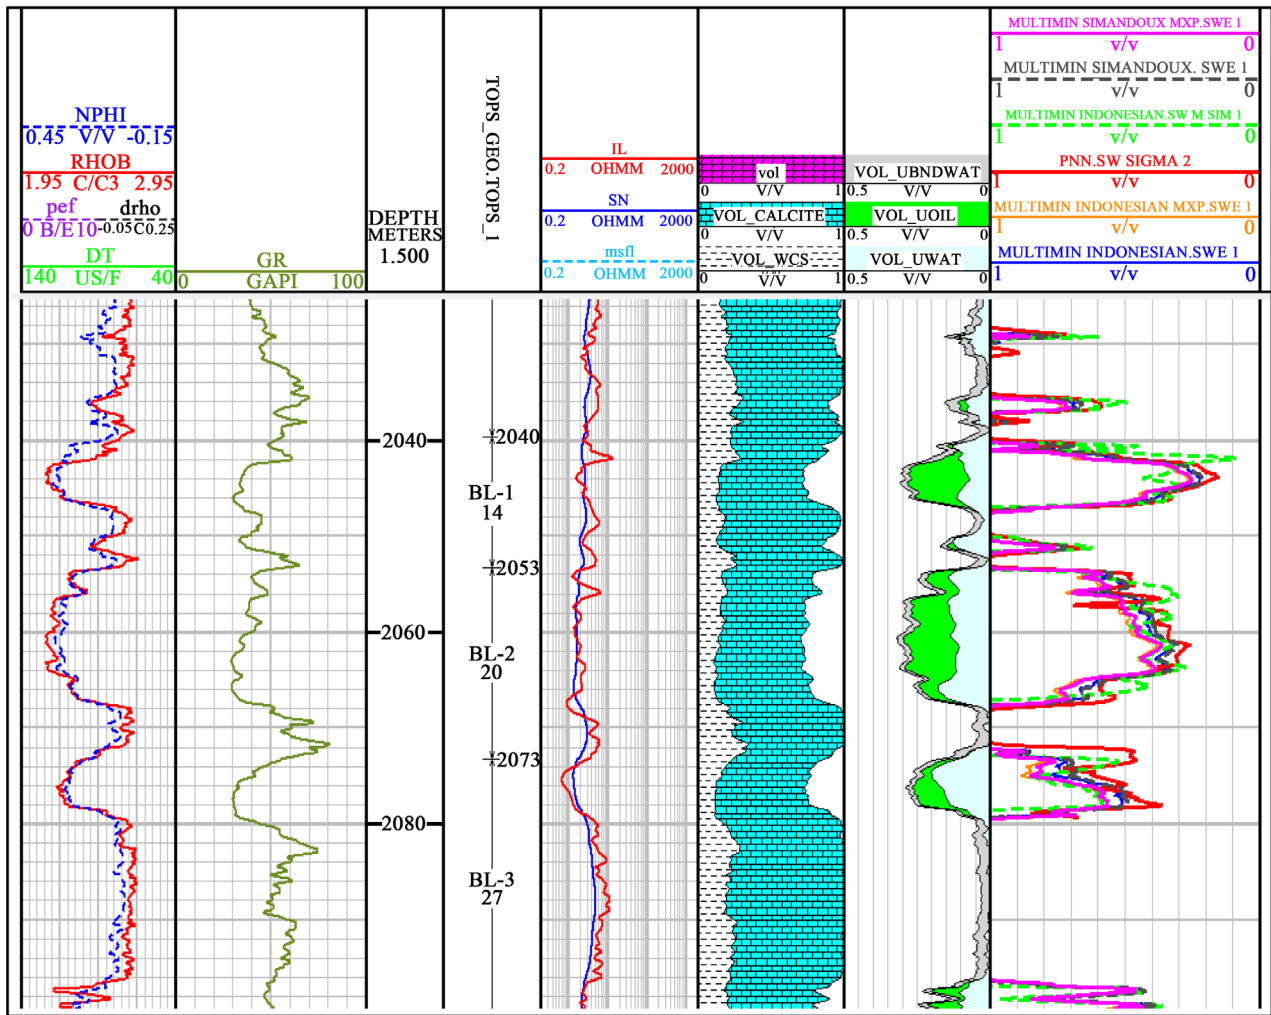 NPHI
0.45 V/V -0.15
RHOB
1.95 C/C3 2.95
pef drho
0 B/E10 -0.05C0.25
DT
140 US/F 40
GR
0 GAPI 100
DEPTH
METERS
1.500
TOPS_GEO.TOPS_1
IL
0.2 OHMM 2000
SN
0.2 OHMM 2000
msfl
0.2 OHMM 2000
vol
0 V/V 1
VOL_CALCITE
0 V/V 1
VOL_WCS
0 V/V 1
VOL_UBNDWAT
0.5 V/V 0
VOL_UOIL
0.5 V/V 0
VOL_UWAT
0.5 V/V 0
MULTIMIN SIMANDOUX MXP.SWE 1
1 v/v 0
MULTIMIN SIMANDOUX. SWE 1
1 v/v 0
MULTIMIN INDONESIAN.SW M SIM 1
1 v/v 0
PNN.SW SIGMA 2
1 v/v 0
MULTIMIN INDONESIAN MXP.SWE 1
1 v/v 0
MULTIMIN INDONESIAN.SWE 1
1 v/v 0
2040
2060
2080
2040
BL-1
14
2053
BL-2
20
2073
BL-3
27